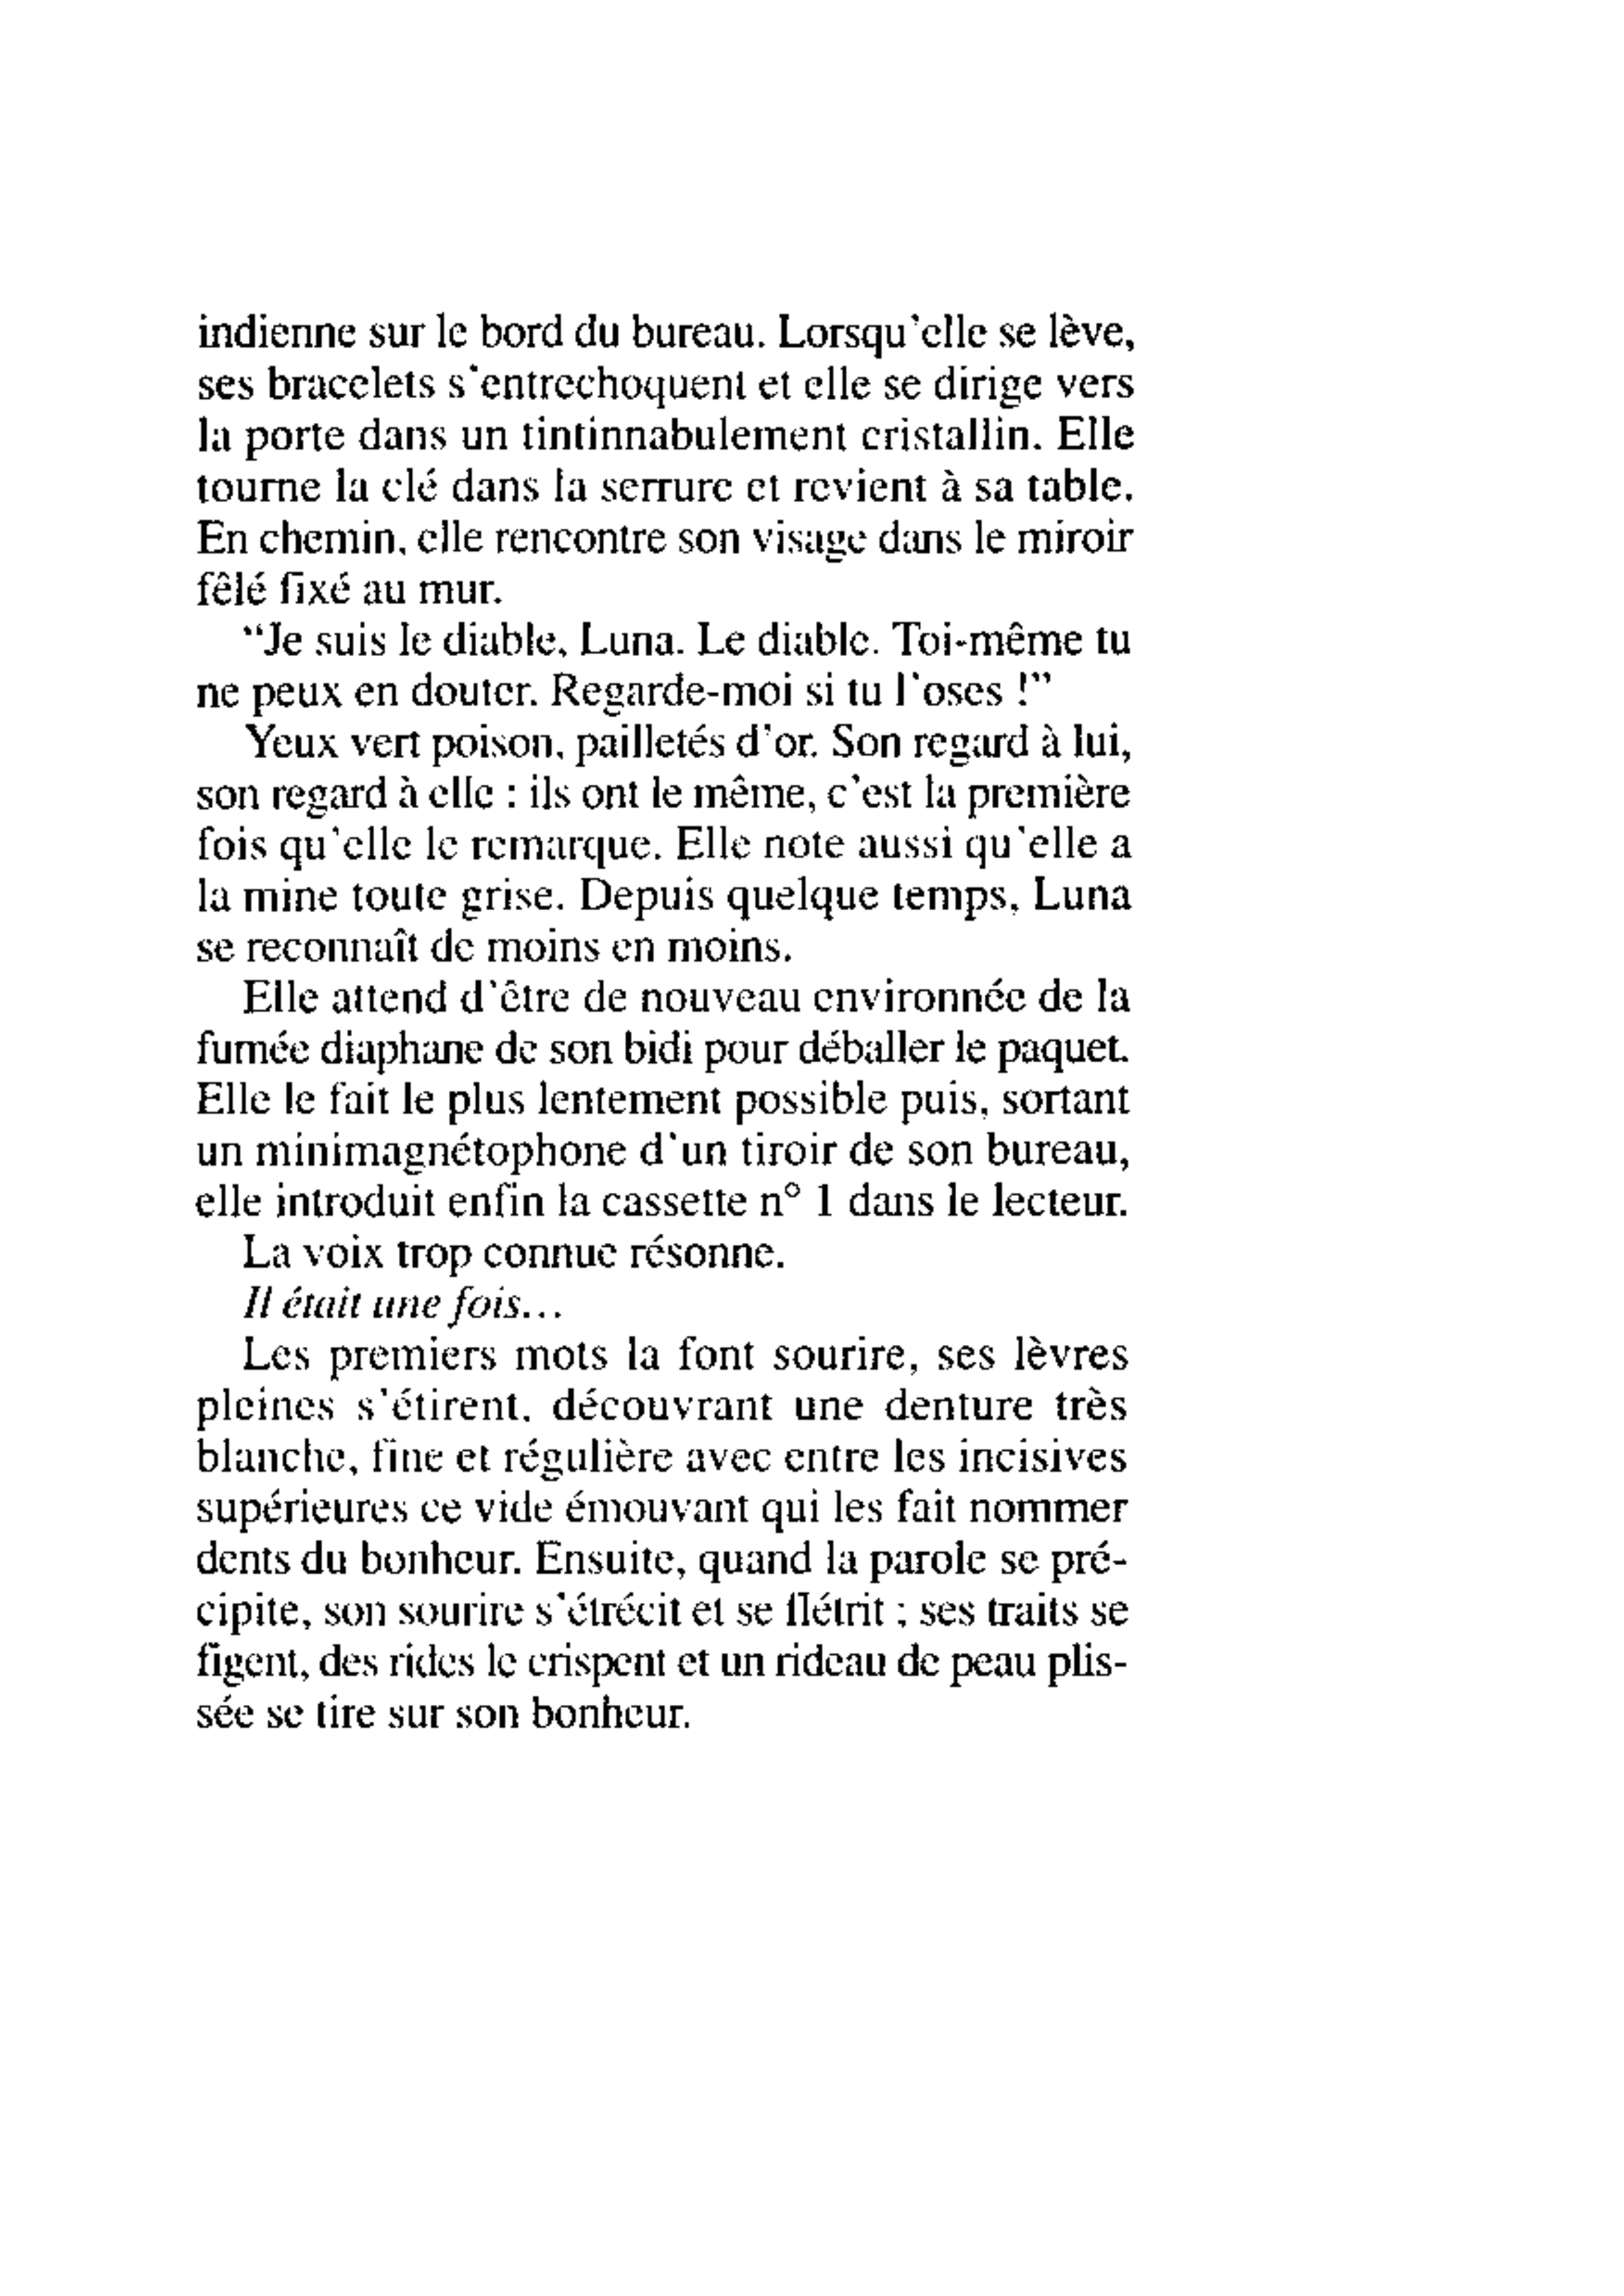 indienne sur le bord du bureau. Lorsqu'elle se lève,
ses bracelets s'entrechoquent et elle se dirige vers
la porte dans un tintinnabulement cristallin. Elle
tourne la clé dans la serrure et revient à sa table.
En chemin, elle rencontre son visage dans le miroir
fêlé fixé au mur.
“Je suis le diable, Luna. Le diable. Toi-même tu
ne peux en douter. Regarde-moi si tu l'oses !”
Yeux vert poison, pailletés d'or. Son regard à lui,
son regard à elle : ils ont le même, c'est la première
fois qu'elle le remarque. Elle note aussi qu'elle a
la mine toute grise. Depuis quelque temps, Luna
se reconnaît de moins en moins.
Elle attend d'être de nouveau environnée de la
fumée diaphane de son bidi pour déballer le paquet.
Elle le fait le plus lentement possible puis, sortant
un minimagnétophone d'un tiroir de son bureau,
elle introduit enfin la cassette n° 1 dans le lecteur.
La voix trop connue résonne.
Il était une fois...
Les premiers mots la font sourire, ses lèvres
pleines s'étirent, découvrant une denture très
blanche, fine et régulière avec entre les incisives
supérieures ce vide émouvant qui les fait nommer
dents du bonheur. Ensuite, quand la parole se pré-
cipite, son sourire s'étrécit et se flétrit ; ses traits se
figent, des rides le crispent et un rideau de peau plis-
sée se tire sur son bonheur.